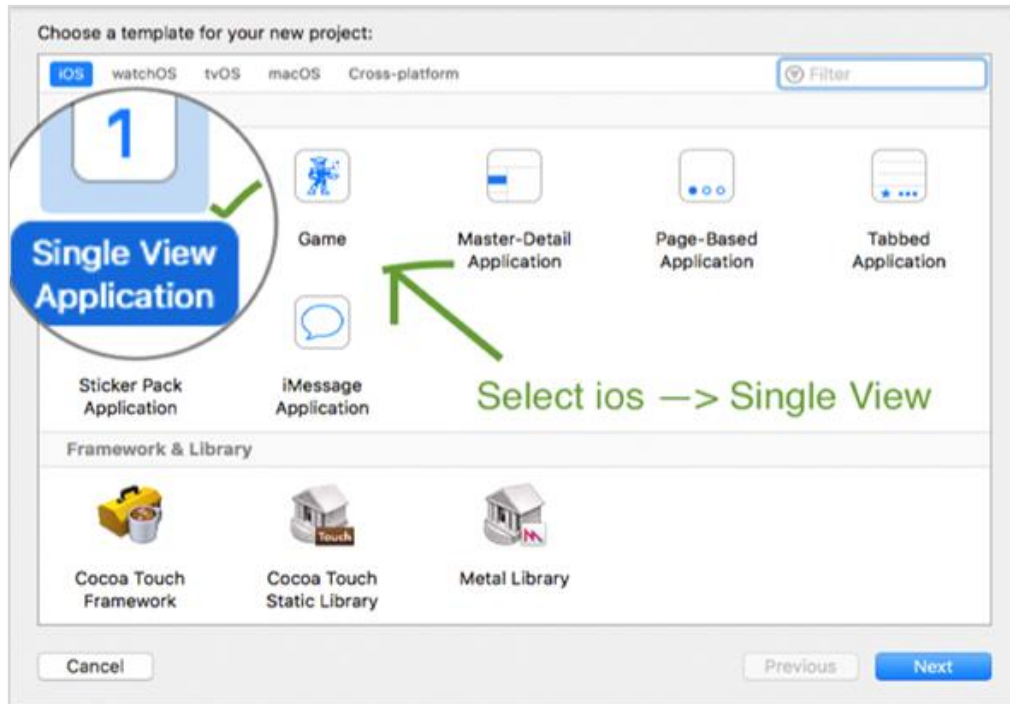 Choose a template for your new project:
iOS watchOS tvOS macOS Cross-platform Filter
1
Single View
Application
Game
Master-Detail
Application
Page-Based
Application
Tabbed
Application
Sticker Pack
Application
iMessage
Application
Select ios —> Single View
Framework & Library
Cocoa Touch
Framework
Touch
Cocoa Touch
Static Library
M
Metal Library
Cancel Previous Next